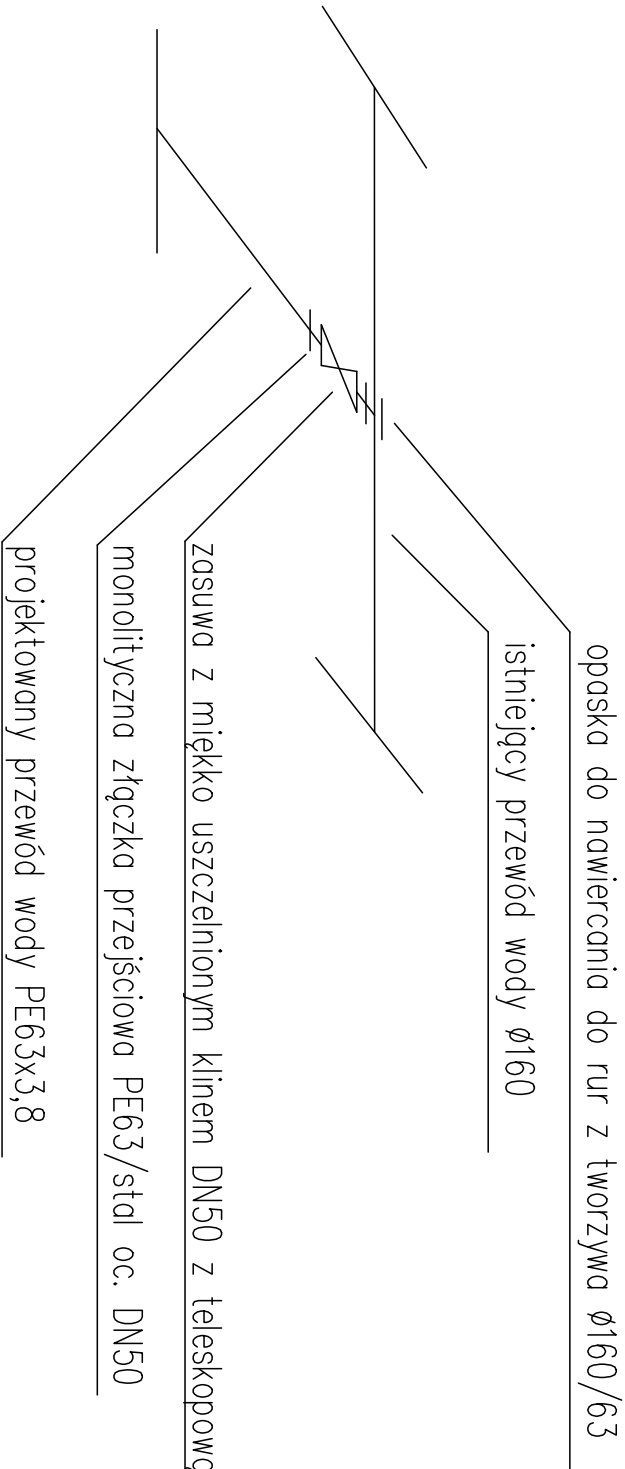 opaska do nawiercania do rur z tworzywa ø160/63
istniejący przewód wody ø160
zasuwa z miękko uszczelnionym klinem DN50 z
monolityczna złączka przejściowa PE63/stal oc. DN50
projektowany przewód wody PE63x3,8